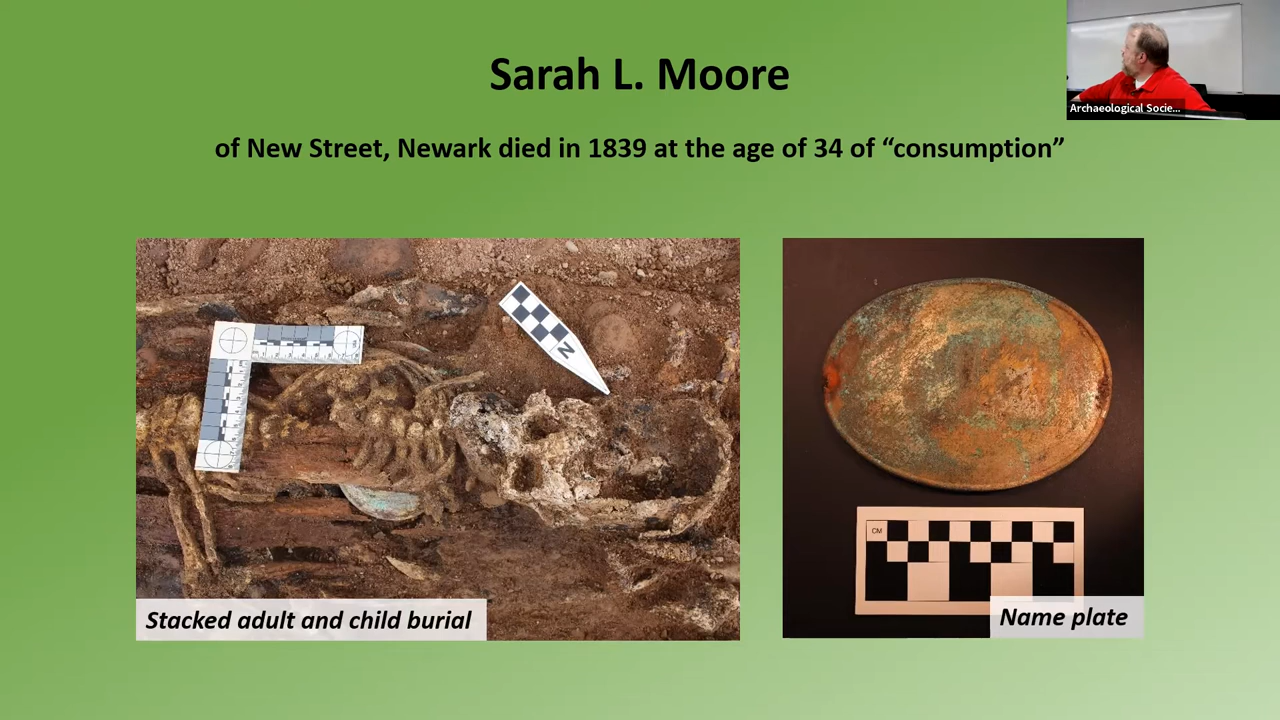 Sarah L. Moore
of New Street, Newark died in 1839 at the age of 34 of “consumption”
Archaeological Socie...
N
CM
Stacked adult and child burial
Name plate